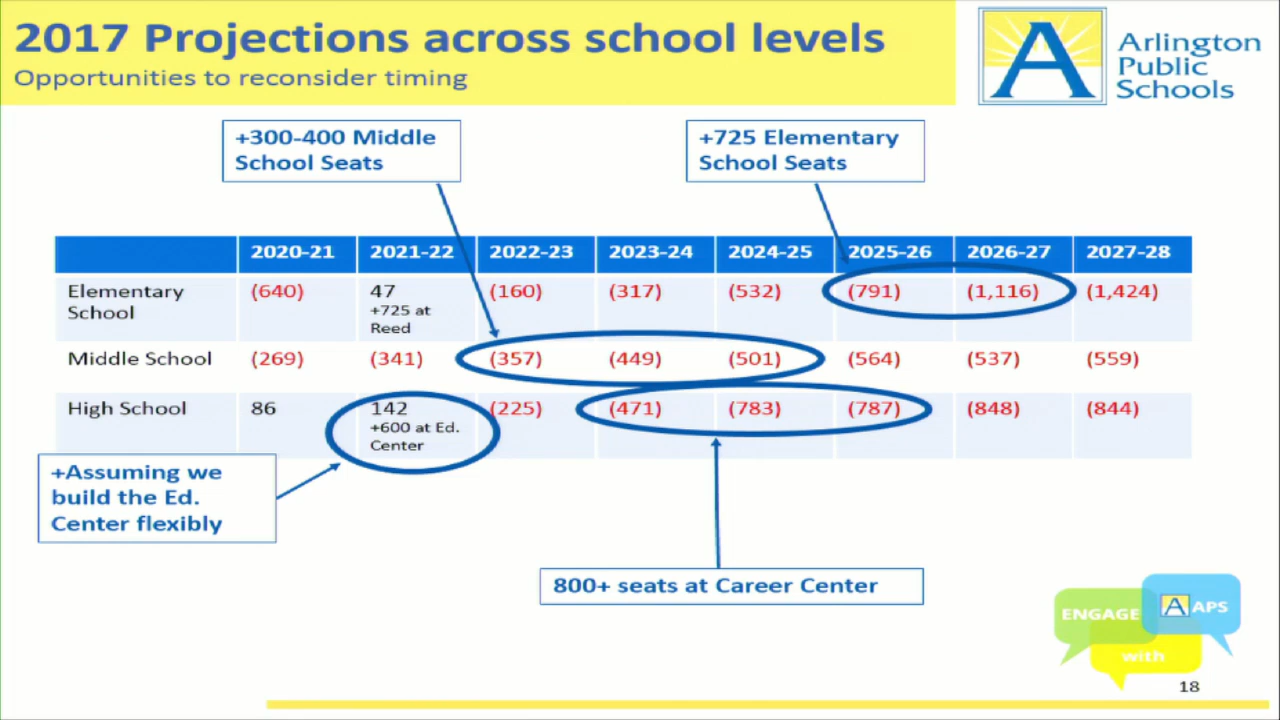 2017 Projections across school levels
Opportunities to reconsider timing
Arlington
Public
Schools
+300-400 Middle
School Seats
+725 Elementary
School Seats
2020-21 2021-22 2022-23 2023-24 2024-25 2025-26 2026-27 2027-28
Elementary School (640) 47 +725 at Reed (160) (317) (532) (791) (1,116) (1,424)
Middle School (269) (341) (357) (449) (501) (564) (537) (559)
High School 86 142 +600 at Ed. Center (225) (471) (783) (787) (848) (844)
+Assuming we
build the Ed.
Center flexibly
800+ seats at Career Center
ENGAGE
with
A APS
18